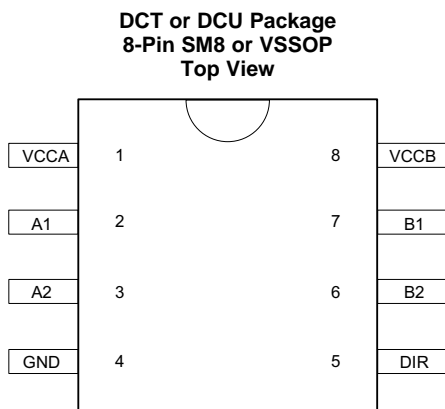 DCT or DCU Package
8-Pin SM8 or VSSOP
Top View
VCCA 1 8 VCCB
A1 2 7 B1
A2 3 6 B2
GND 4 5 DIR